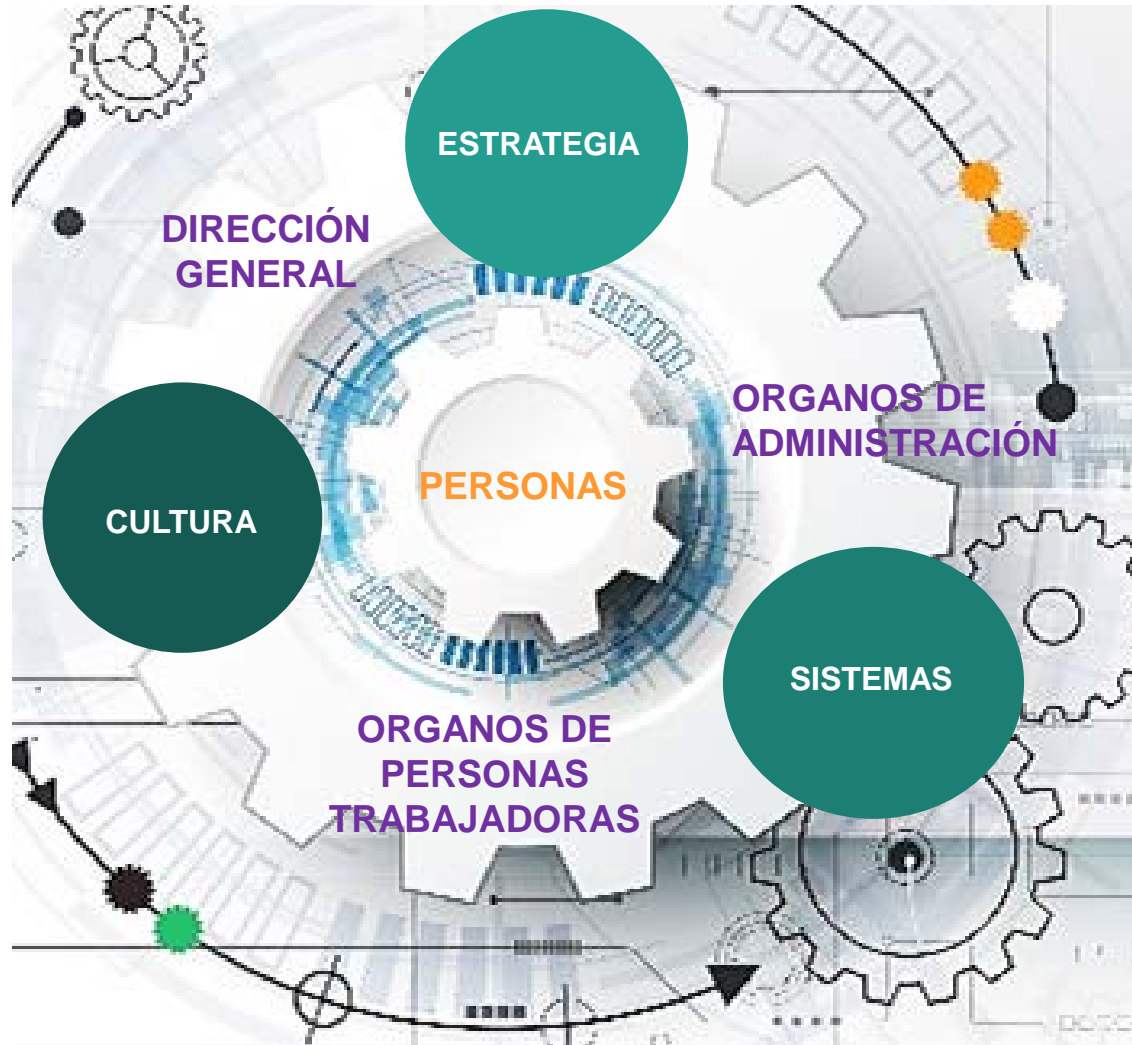 ESTRATEGIA
DIRECCIÓN
GENERAL
ORGANOS DE
ADMINISTRACIÓN
PERSONAS
CULTURA
SISTEMAS
ORGANOS DE
PERSONAS
TRABAJADORAS